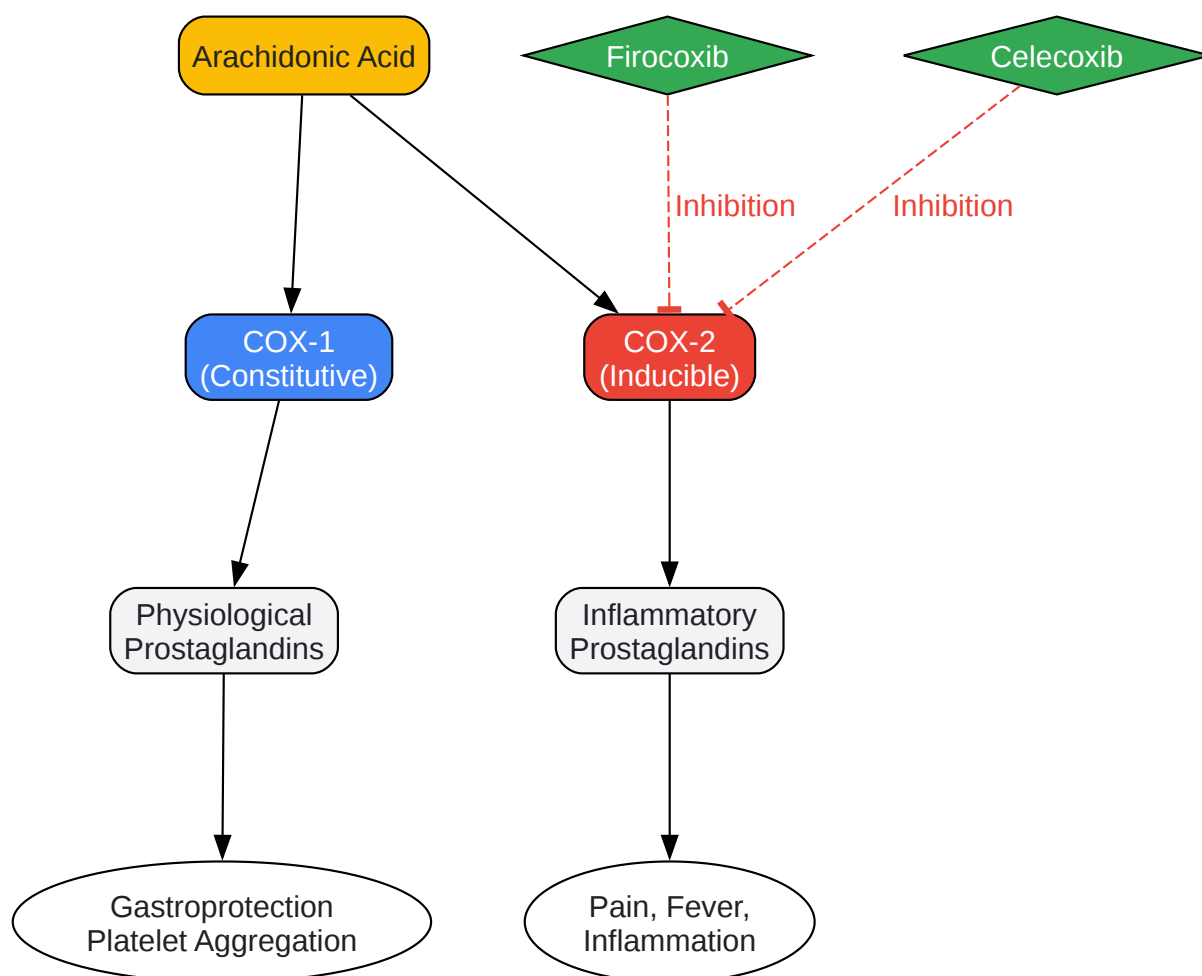 Arachidonic Acid
Firocoxib
Celecoxib
Inhibition
Inhibition
COX-1
(Constitutive)
COX-2
(Inducible)
Physiological
Prostaglandins
Inflammatory
Prostaglandins
Gastroprotection
Platelet Aggregation
Pain, Fever,
Inflammation